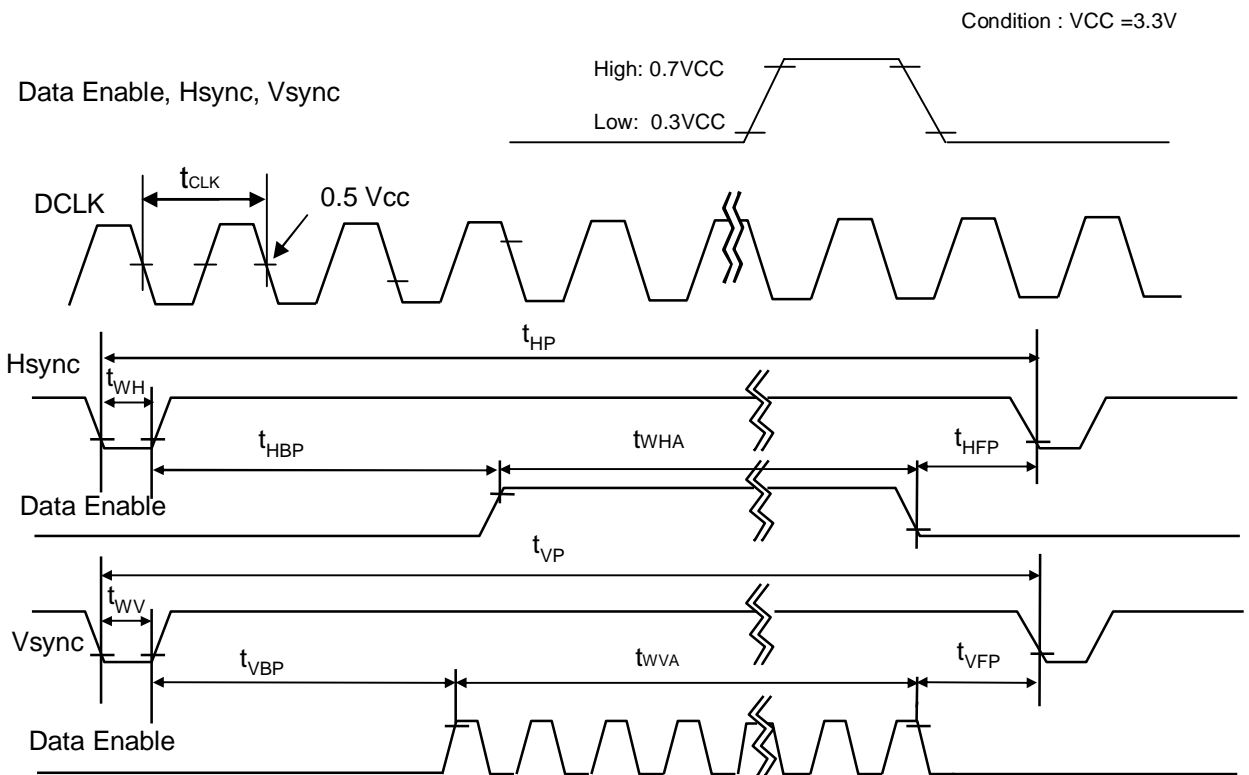 Condition : VCC =3.3V
High: 0.7VCC
Data Enable, Hsync, Vsync
Low: 0.3VCC
tCLK
DCLK
0.5 Vcc
tHP
Hsync
tWH
tHBP
tWHA
tHFP
Data Enable
tVP
tWV
Vsync
tVBP
tWVA
tVFP
Data Enable